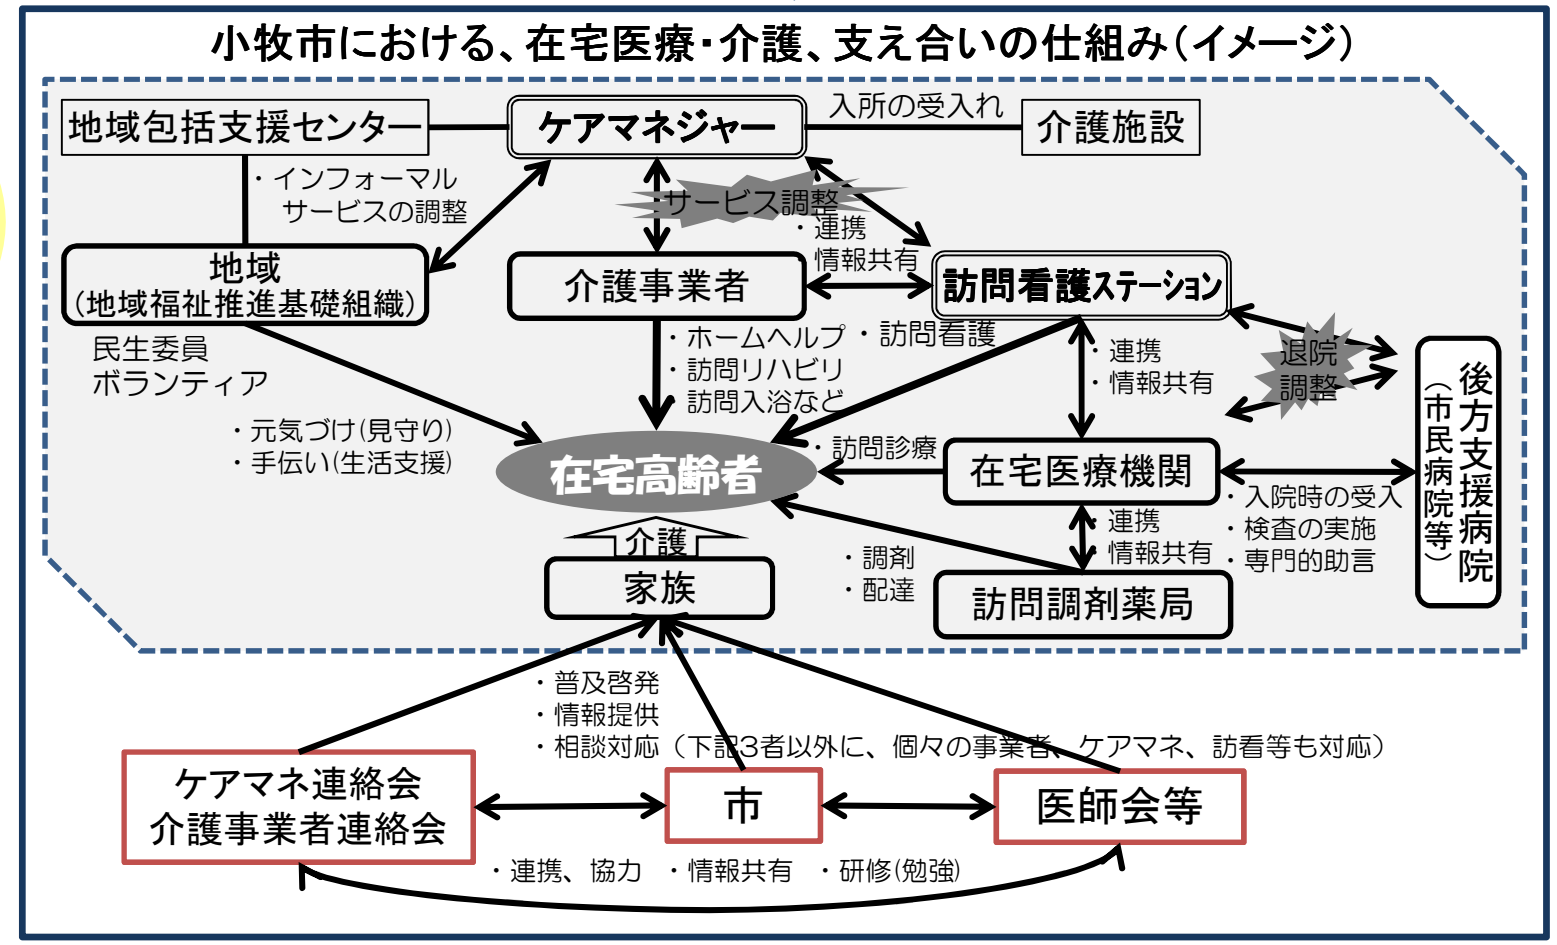 小牧市における、在宅医療・介護、支え合いの仕組み（イメージ）
地域包括支援センター
ケアマネジャー
入所の受入れ
介護施設
・インフォーマル
サービスの調整
サービス調整
・連携
・情報共有
地域
（地域福祉推進基礎組織）
介護事業者
訪問看護ステーション
民生委員
ボランティア
・ホームヘルプ
・訪問リハビリ
・訪問入浴など
・訪問看護
・連携
・情報共有
退院
調整
後方支援病院
（市民病院等）
・元気づけ(見守り)
・手伝い(生活支援)
在宅高齢者
・訪問診療
在宅医療機関
・入院時の受入
・検査の実施
・専門的助言
介護
家族
・調剤
・配達
・連携
・情報共有
訪問調剤薬局
・普及啓発
・情報提供
・相談対応（下記3者以外に、個々の事業者、ケアマネ、訪看等も対応）
ケアマネ連絡会
介護事業者連絡会
市
医師会等
・連携、協力　・情報共有　・研修(勉強)